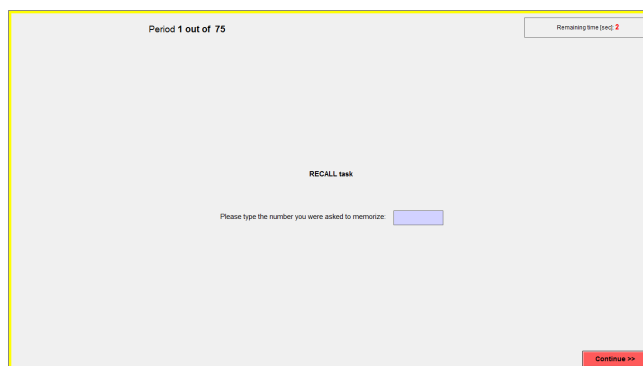 Period 1 out of 75
Remaining time [sec]: 2
RECALL task
Please type the number you were asked to memorize:
Continue >>